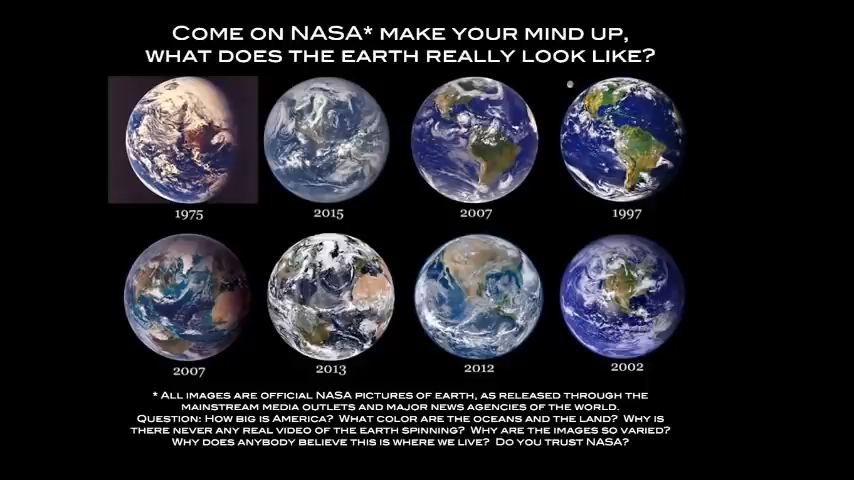 Come on NASA* make your mind up,
what does the earth really look like?
1975
2015
2007
1997
2007
2013
2012
2002
* All images are official NASA pictures of earth, as released through the
mainstream media outlets and major news agencies of the world.
Question: How big is America? What color are the oceans and the land? Why is
there never any real video of the earth spinning? Why are the images so varied?
Why does anybody believe this is where we live? Do you trust NASA?